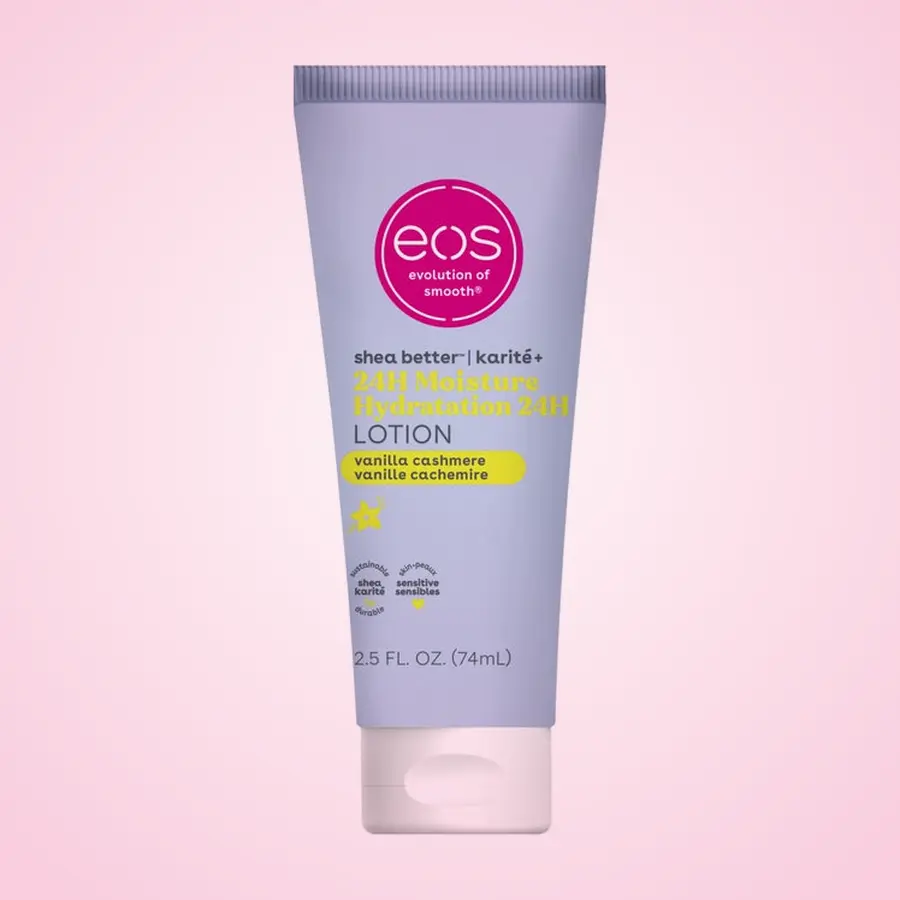 eos
evolution of
smooth®
shea better™ | karité+
24H Moisture
Hydratation 24H
LOTION
vanilla cashmere
vanille cachemire
sustainable
shea
karité
durable
skin•peaux
sensitive
sensibles
2.5 FL. OZ. (74mL)